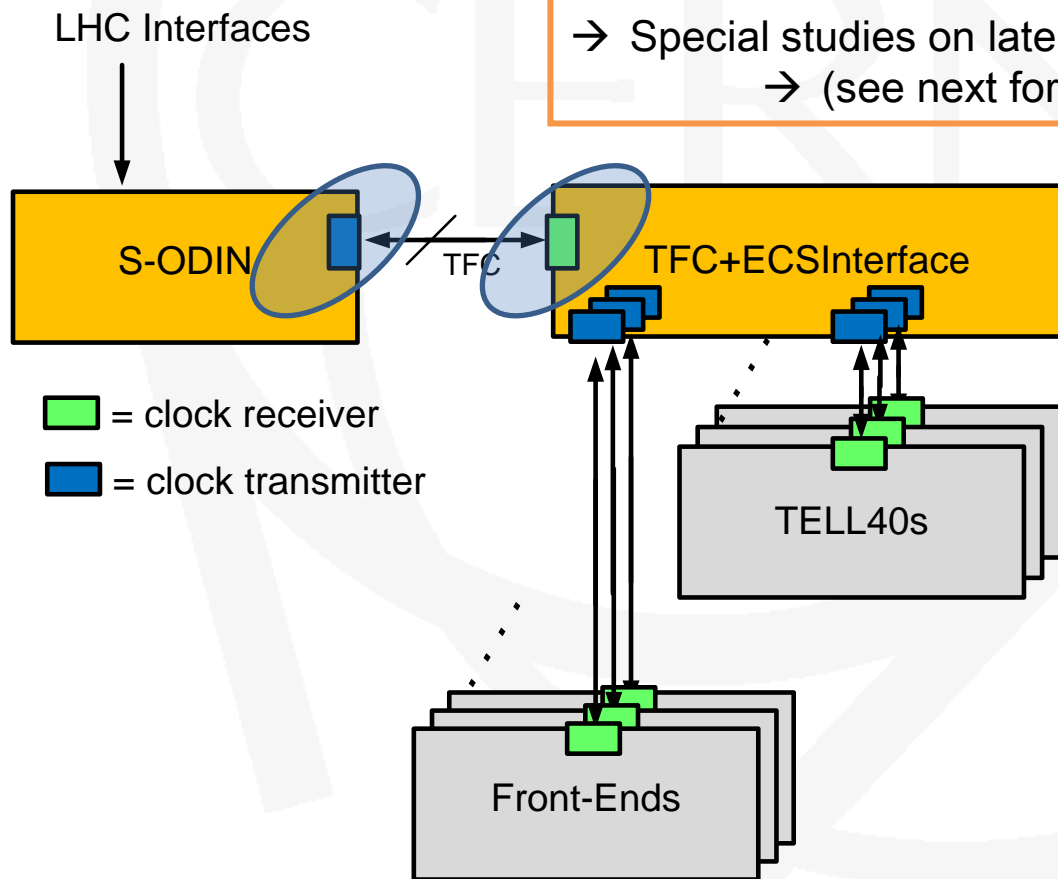 LHC Interfaces
→ Special studies on late
→ (see next for
S-ODIN
TFC
TFC+ECSInterface
= clock receiver
= clock transmitter
TELL40s
Front-Ends